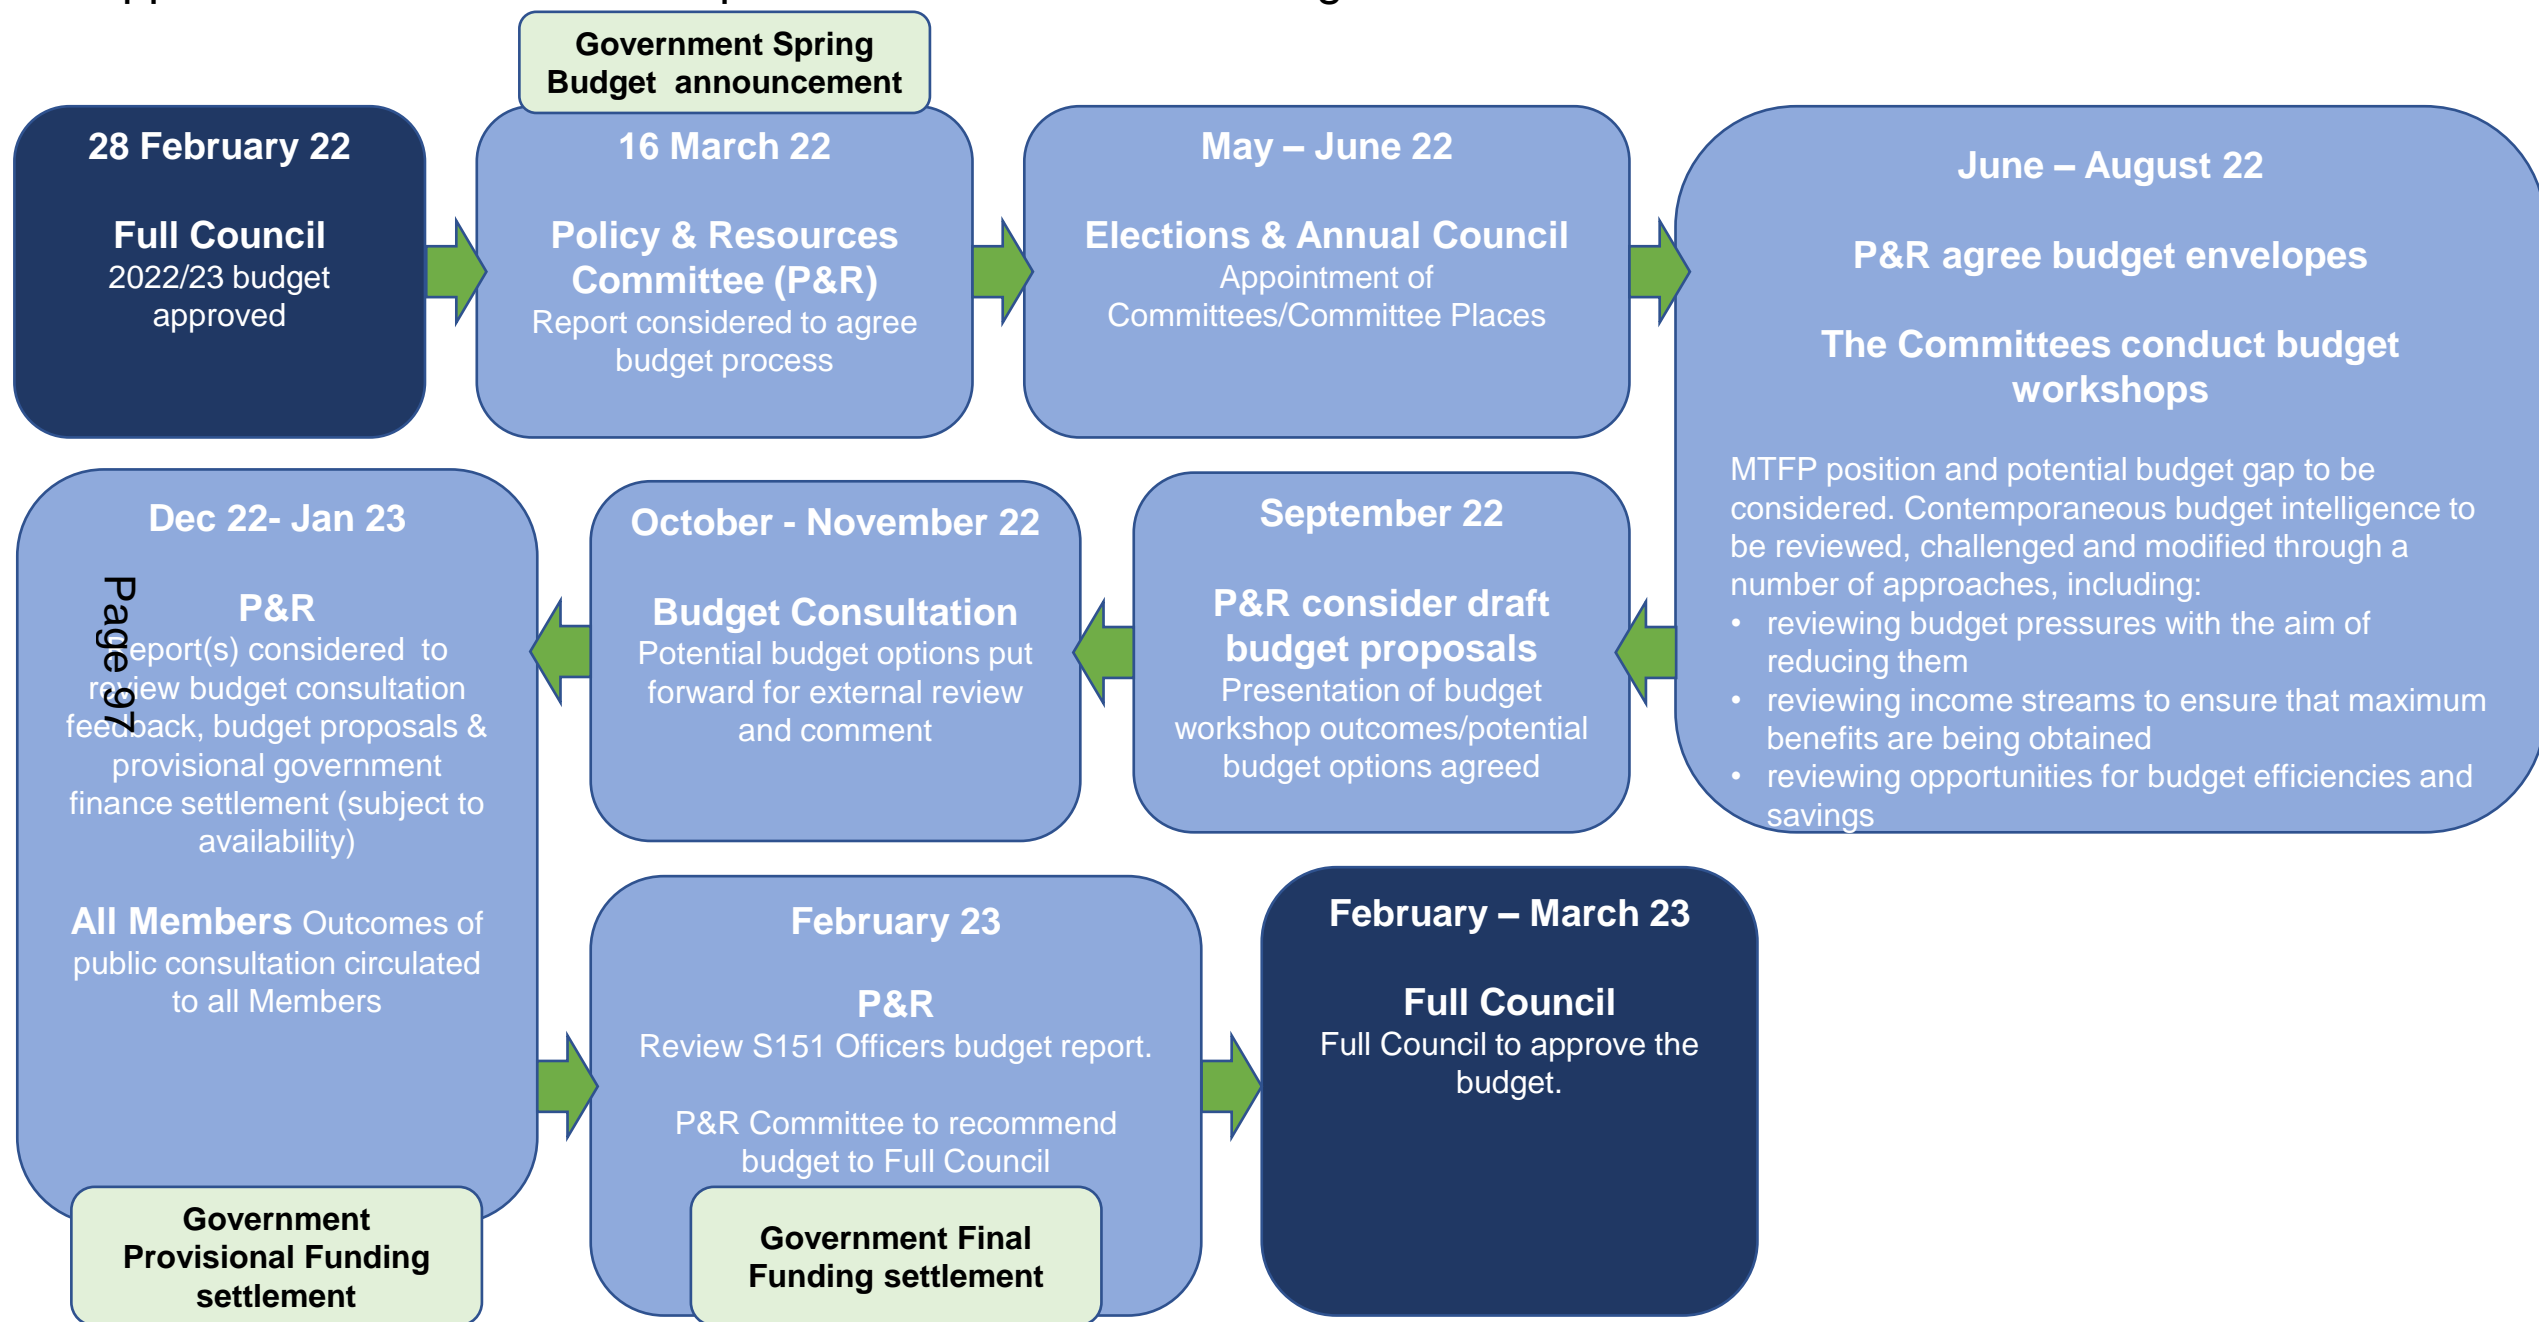 Government Spring
Budget announcement
28 February 22
Full Council
2022/23 budget
approved
16 March 22
Policy & Resources
Committee (P&R)
Report considered to agree
budget process
May – June 22
Elections & Annual Council
Appointment of
Committees/Committee Places
June – August 22
P&R agree budget envelopes
The Committees conduct budget
workshops
MTFP position and potential budget gap to be
considered. Contemporaneous budget intelligence to
be reviewed, challenged and modified through a
number of approaches, including:
• reviewing budget pressures with the aim of
reducing them
• reviewing income streams to ensure that maximum
benefits are being obtained
• reviewing opportunities for budget efficiencies and
savings
September 22
P&R consider draft
budget proposals
Presentation of budget
workshop outcomes/potential
budget options agreed
October - November 22
Budget Consultation
Potential budget options put
forward for external review
and comment
Dec 22- Jan 23
P&R
Report(s) considered to
review budget consultation
feedback, budget proposals &
provisional government
finance settlement (subject to
availability)
All Members Outcomes of
public consultation circulated
to all Members
Page 97
Government
Provisional Funding
settlement
February 23
P&R
Review S151 Officers budget report.
P&R Committee to recommend
budget to Full Council
Government Final
Funding settlement
February – March 23
Full Council
Full Council to approve the
budget.